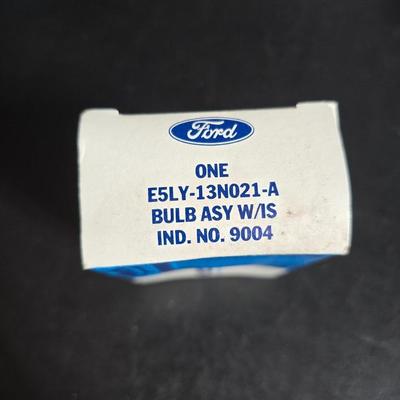 Ford
ONE
E5LY-13N021-A
BULB ASY W/IS
IND. NO. 9004